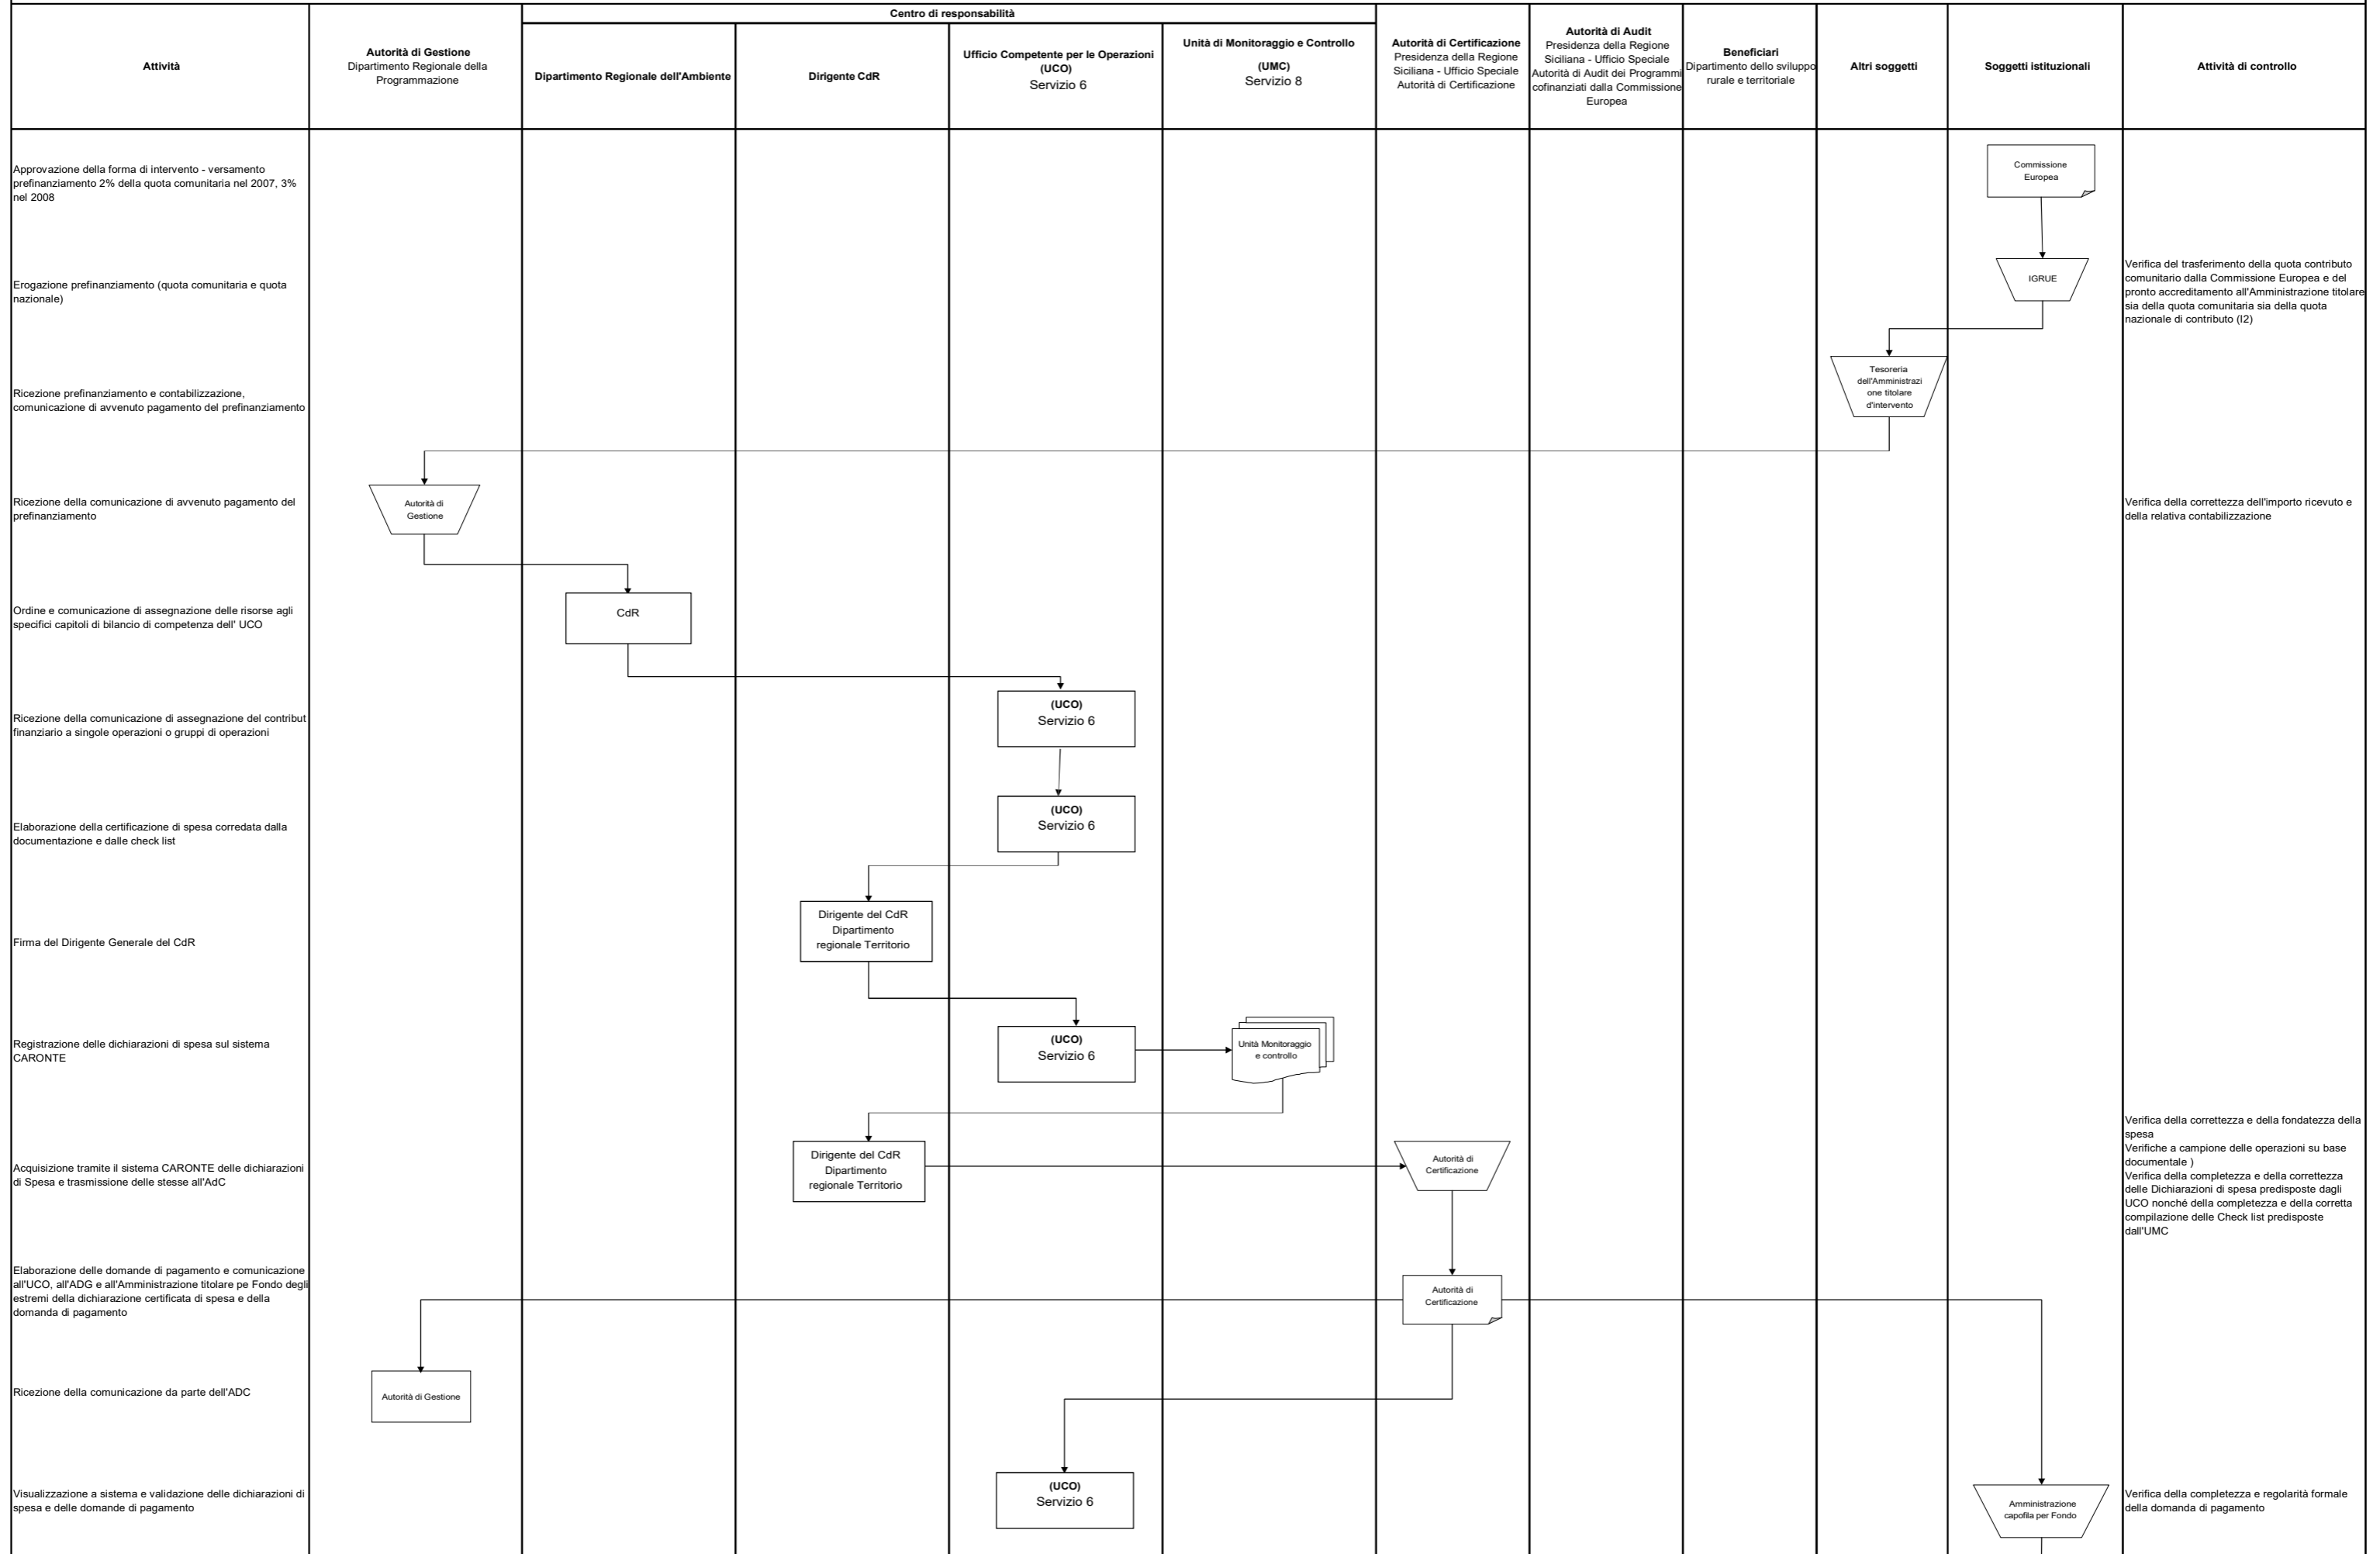 Centro di responsabilità
Attività
Autorità di Gestione
Dipartimento Regionale della
Programmazione
Dipartimento Regionale dell'Ambiente
Dirigente CdR
Ufficio Competente per le Operazioni
(UCO)
Servizio 6
Unità di Monitoraggio e Controllo
(UMC)
Servizio 8
Autorità di Certificazione
Presidenza della Regione
Siciliana - Ufficio Speciale
Autorità di Certificazione
Autorità di Audit
Presidenza della Regione
Siciliana - Ufficio Speciale
Autorità di Audit dei Programmi
cofinanziati dalla Commissione
Europea
Beneficiari
Dipartimento dello sviluppo
rurale e territoriale
Altri soggetti
Soggetti istituzionali
Attività di controllo
Approvazione della forma di intervento - versamento
prefinanziamento 2% della quota comunitaria nel 2007, 3%
nel 2008
Commissione
Europea
Erogazione prefinanziamento (quota comunitaria e quota
nazionale)
IGRUE
Verifica del trasferimento della quota contributo
comunitario dalla Commissione Europea e del
pronto accreditamento all'Amministrazione titolare
sia della quota comunitaria sia della quota
nazionale di contributo (I2)
Ricezione prefinanziamento e contabilizzazione,
comunicazione di avvenuto pagamento del prefinanziamento
Tesoreria
dell'Amministrazi
one titolare
d'intervento
Ricezione della comunicazione di avvenuto pagamento del
prefinanziamento
Autorità di
Gestione
Verifica della correttezza dell'importo ricevuto e
della relativa contabilizzazione
Ordine e comunicazione di assegnazione delle risorse agli
specifici capitoli di bilancio di competenza dell' UCO
CdR
Ricezione della comunicazione di assegnazione del contribut
finanziario a singole operazioni o gruppi di operazioni
(UCO)
Servizio 6
Elaborazione della certificazione di spesa corredata dalla
documentazione e dalle check list
(UCO)
Servizio 6
Firma del Dirigente Generale del CdR
Dirigente del CdR
Dipartimento
regionale Territorio
Registrazione delle dichiarazioni di spesa sul sistema
CARONTE
(UCO)
Servizio 6
Unità Monitoraggio
e controllo
Acquisizione tramite il sistema CARONTE delle dichiarazioni
di Spesa e trasmissione delle stesse all'AdC
Dirigente del CdR
Dipartimento
regionale Territorio
Autorità di
Certificazione
Verifica della correttezza e della fondatezza della
spesa
Verifiche a campione delle operazioni su base
documentale )
Verifica della completezza e della correttezza
delle Dichiarazioni di spesa predisposte dagli
UCO nonché della completezza e della corretta
compilazione delle Check list predisposte
dall'UMC
Elaborazione delle domande di pagamento e comunicazione
all'UCO, all'ADG e all'Amministrazione titolare pe Fondo degli
estremi della dichiarazione certificata di spesa e della
domanda di pagamento
Autorità di
Certificazione
Ricezione della comunicazione da parte dell'ADC
Autorità di Gestione
Visualizzazione a sistema e validazione delle dichiarazioni di
spesa e delle domande di pagamento
(UCO)
Servizio 6
Amministrazione
capofila per Fondo
Verifica della completezza e regolarità formale
della domanda di pagamento